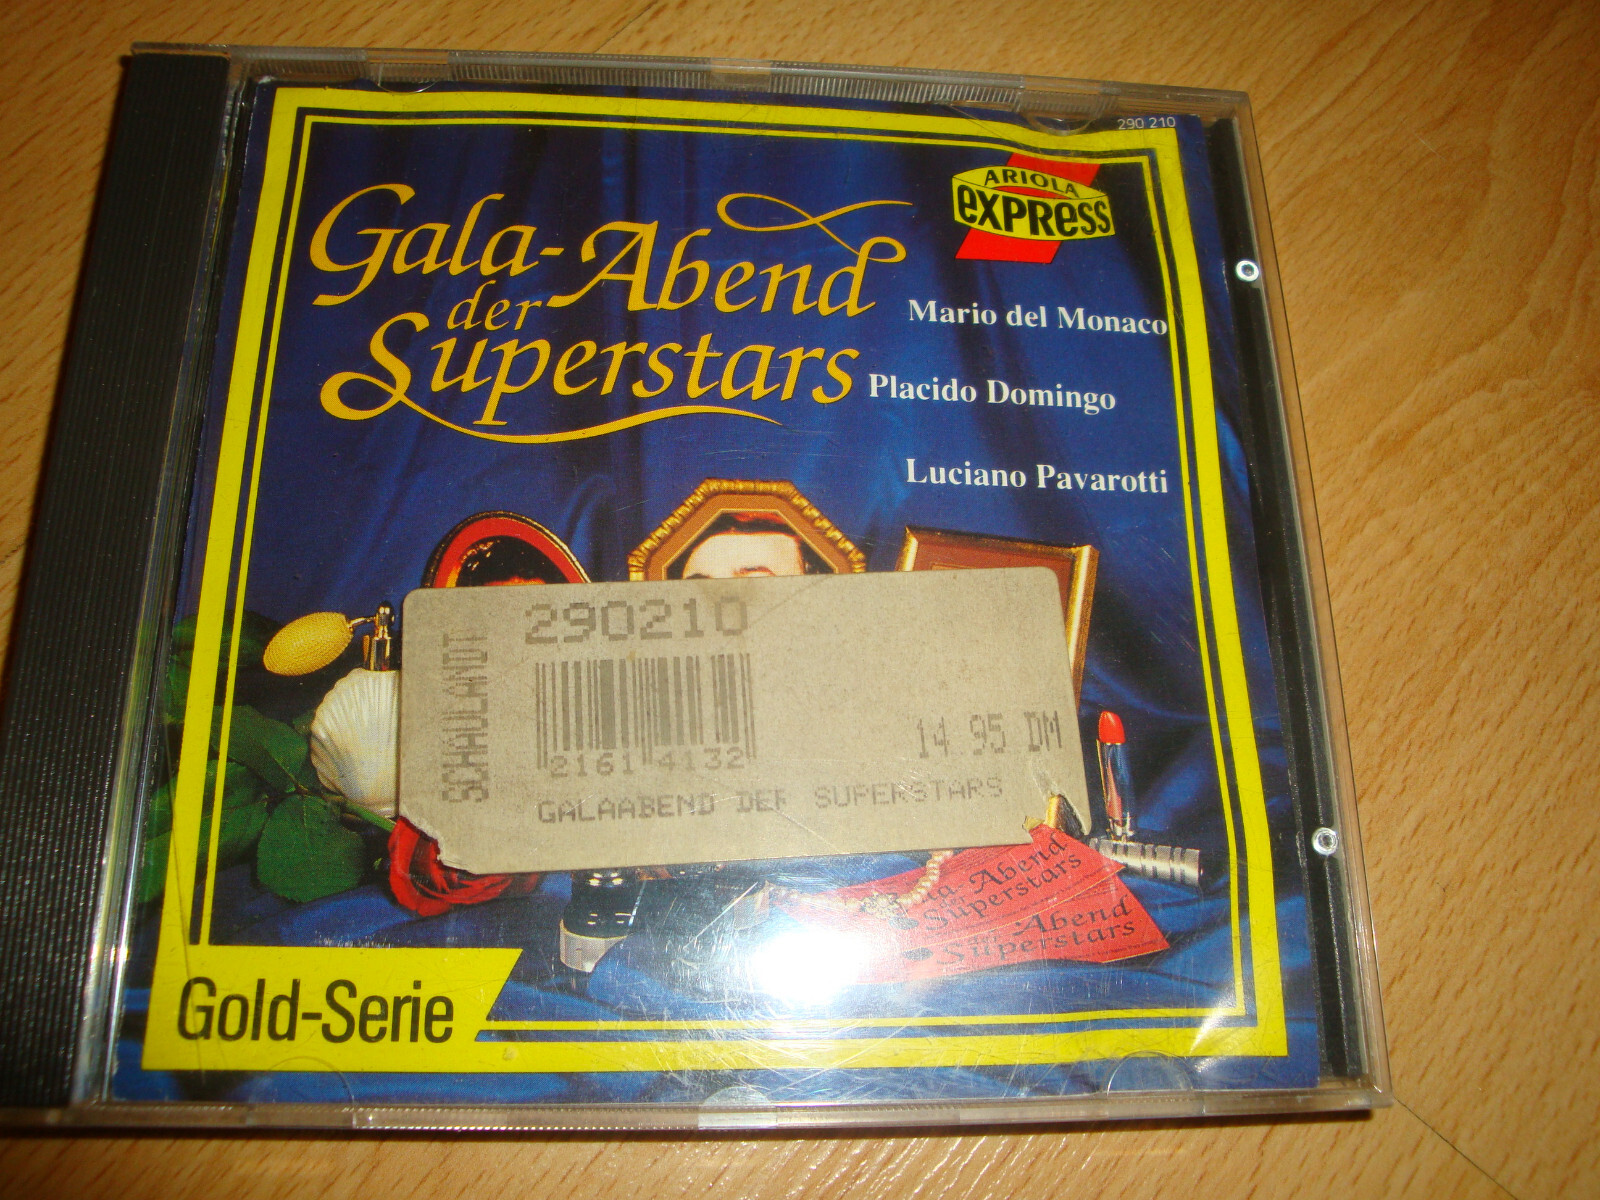 290 210
ARIOLA
eXPRess
Gala-Abend
der
Superstars
Mario del Monaco
Placido Domingo
Luciano Pavarotti
SCHAULANDT
290210
2161 4132
14.95 DM
GALAABEND DER SUPERSTARS
Abend
der
Superstars
Abend
der
Superstars
Gold-Serie